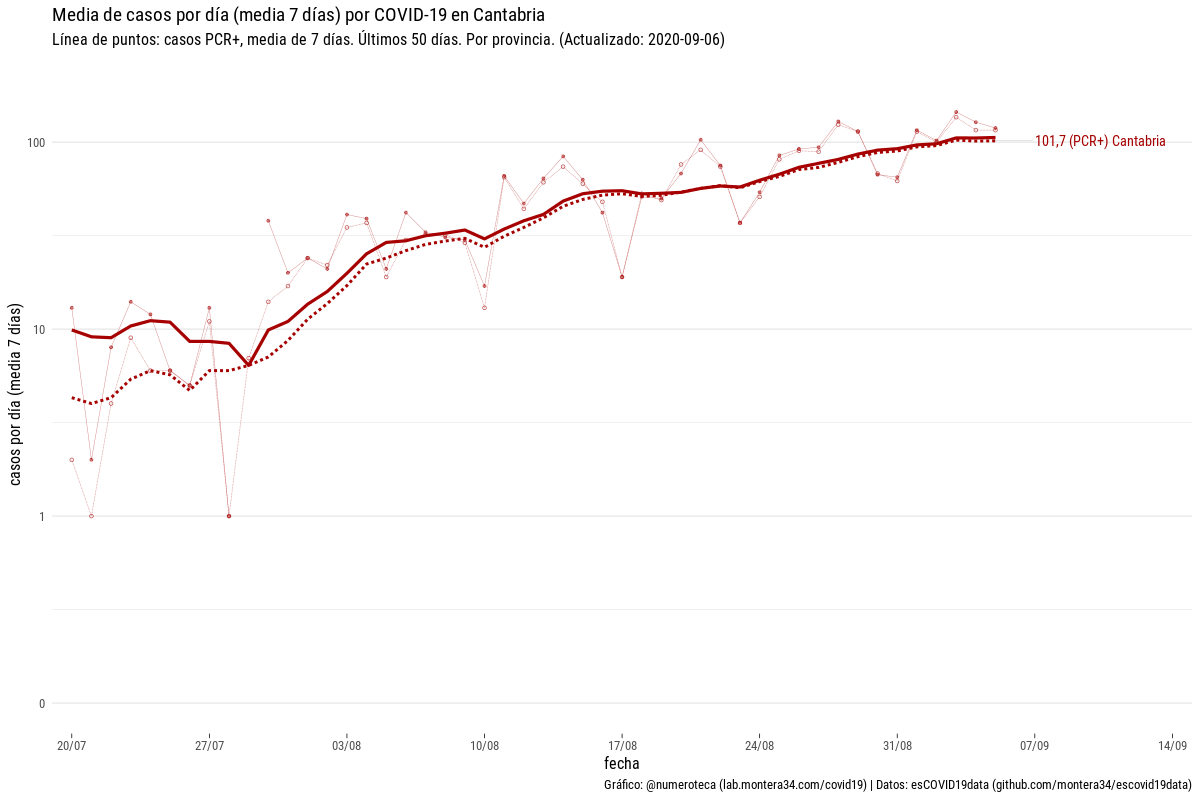 Media de casos por día (media 7 días) por COVID-19 en Cantabria
Línea de puntos: casos PCR+, media de 7 días. Últimos 50 días. Por provincia. (Actualizado: 2020-09-06)
casos por día (media 7 días)
100
10
1
0
101,7 (PCR+) Cantabria
20/07
27/07
03/08
10/08
17/08
24/08
31/08
07/09
14/09
fecha
Gráfico: @numeroteca (lab.montera34.com/covid19) | Datos: esCOVID19data (github.com/montera34/escovid19data)